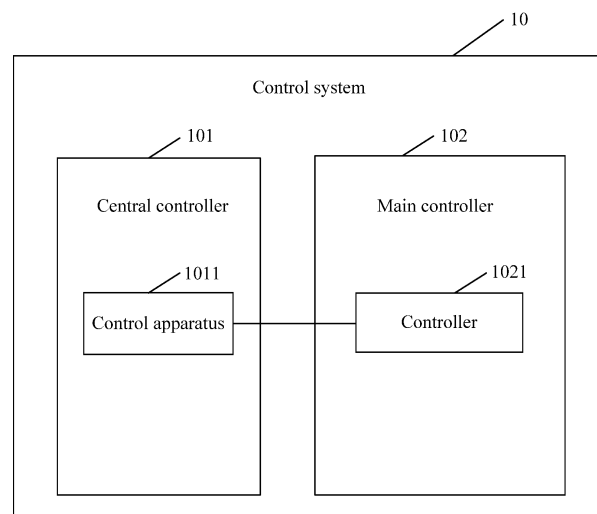 10
Control system
101
102
Central controller
Main controller
1011
1021
Control apparatus
Controller